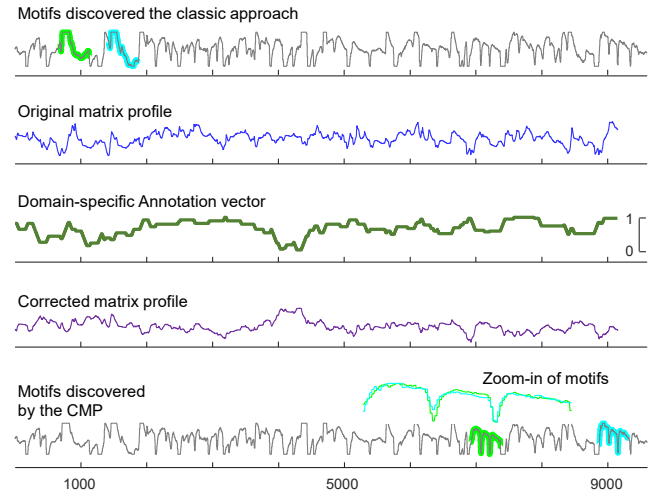 Motifs discovered the classic approach
Original matrix profile
Domain-specific Annotation vector
1
0
Corrected matrix profile
Zoom-in of motifs
Motifs discovered
by the CMP
1000 5000 9000